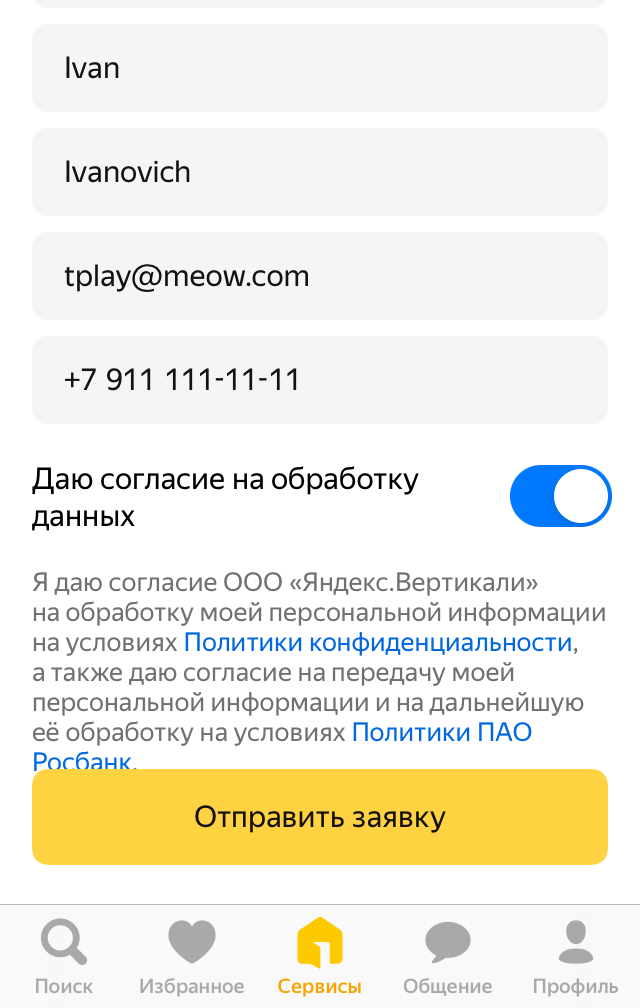 Ivan
Ivanovich
tplay@meow.com
+7 911 111-11-11
Даю согласие на обработку
данных
Я даю согласие ООО «Яндекс.Вертикали»
на обработку моей персональной информации
на условиях Политики конфиденциальности,
а также даю согласие на передачу моей
персональной информации и на дальнейшую
её обработку на условиях Политики ПАО
Росбанк.
Отправить заявку
Поиск Избранное Сервисы Общение Профиль